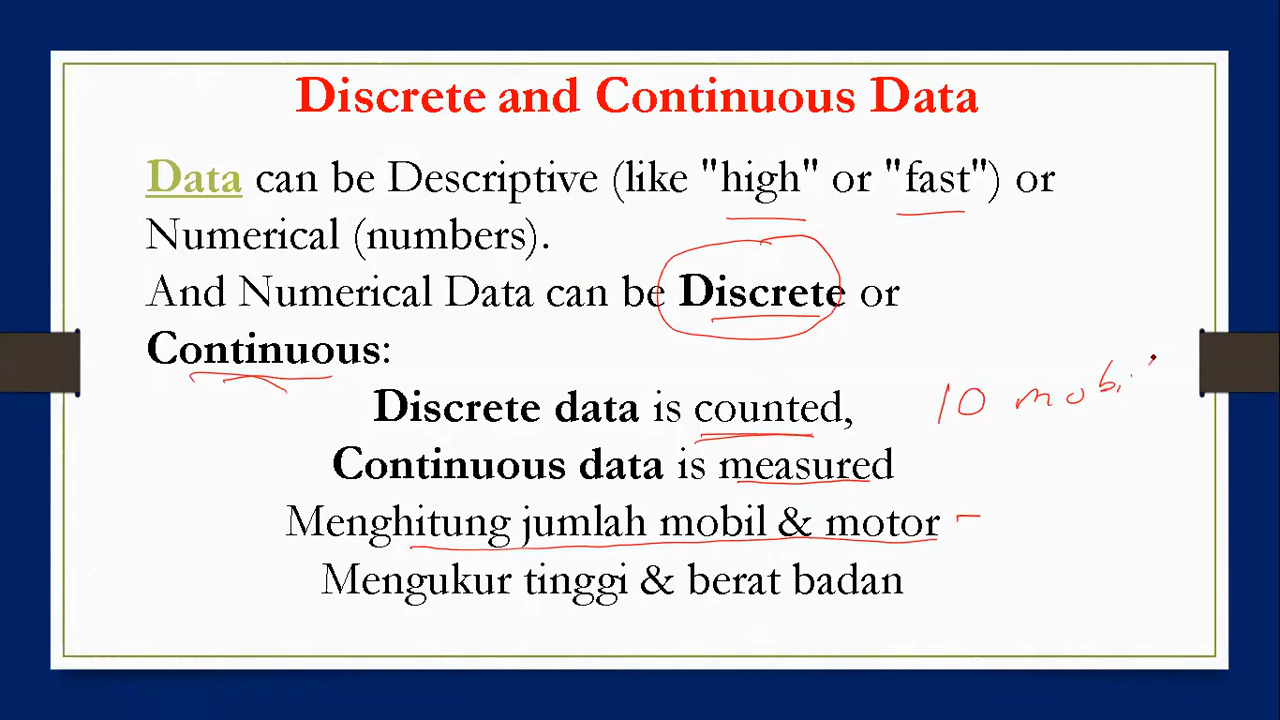 Discrete and Continuous Data
Data can be Descriptive (like "high" or "fast") or
Numerical (numbers).
And Numerical Data can be Discrete or
Continuous:
Discrete data is counted,
10 mobi
Continuous data is measured
Menghitung jumlah mobil & motor -
Mengukur tinggi & berat badan